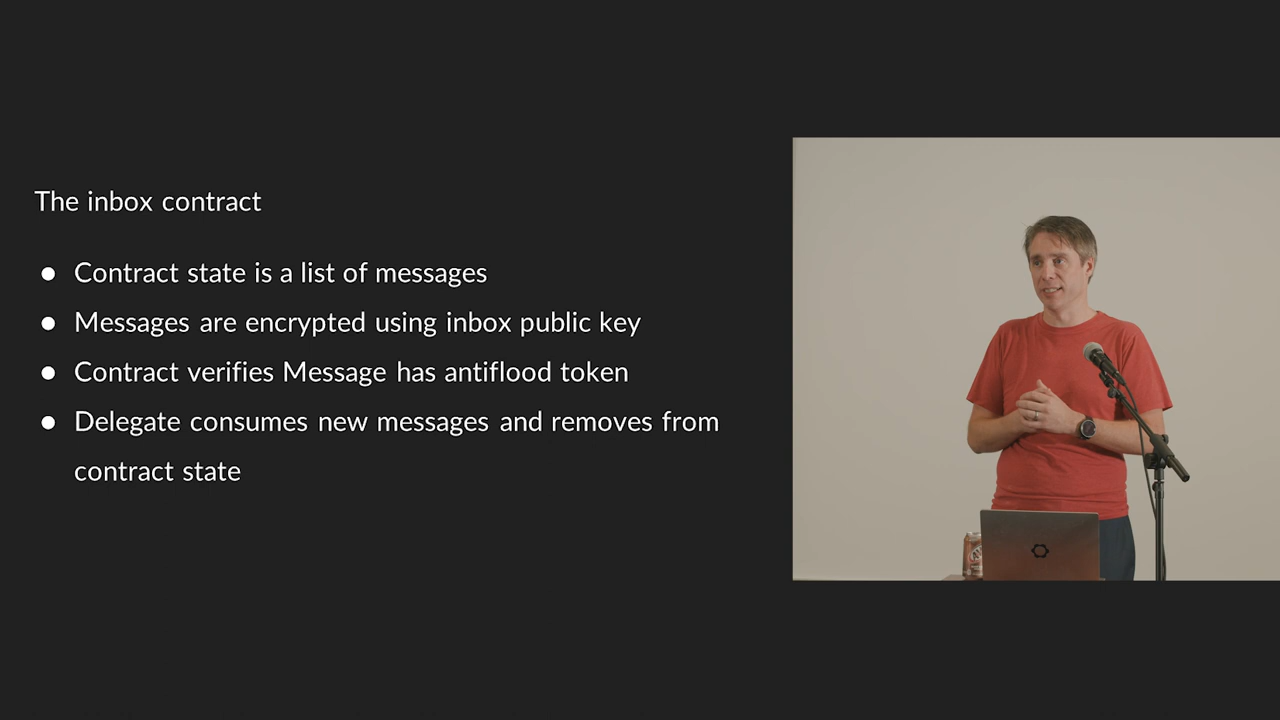 The inbox contract
● Contract state is a list of messages
● Messages are encrypted using inbox public key
● Contract verifies Message has antiflood token
● Delegate consumes new messages and removes from
contract state